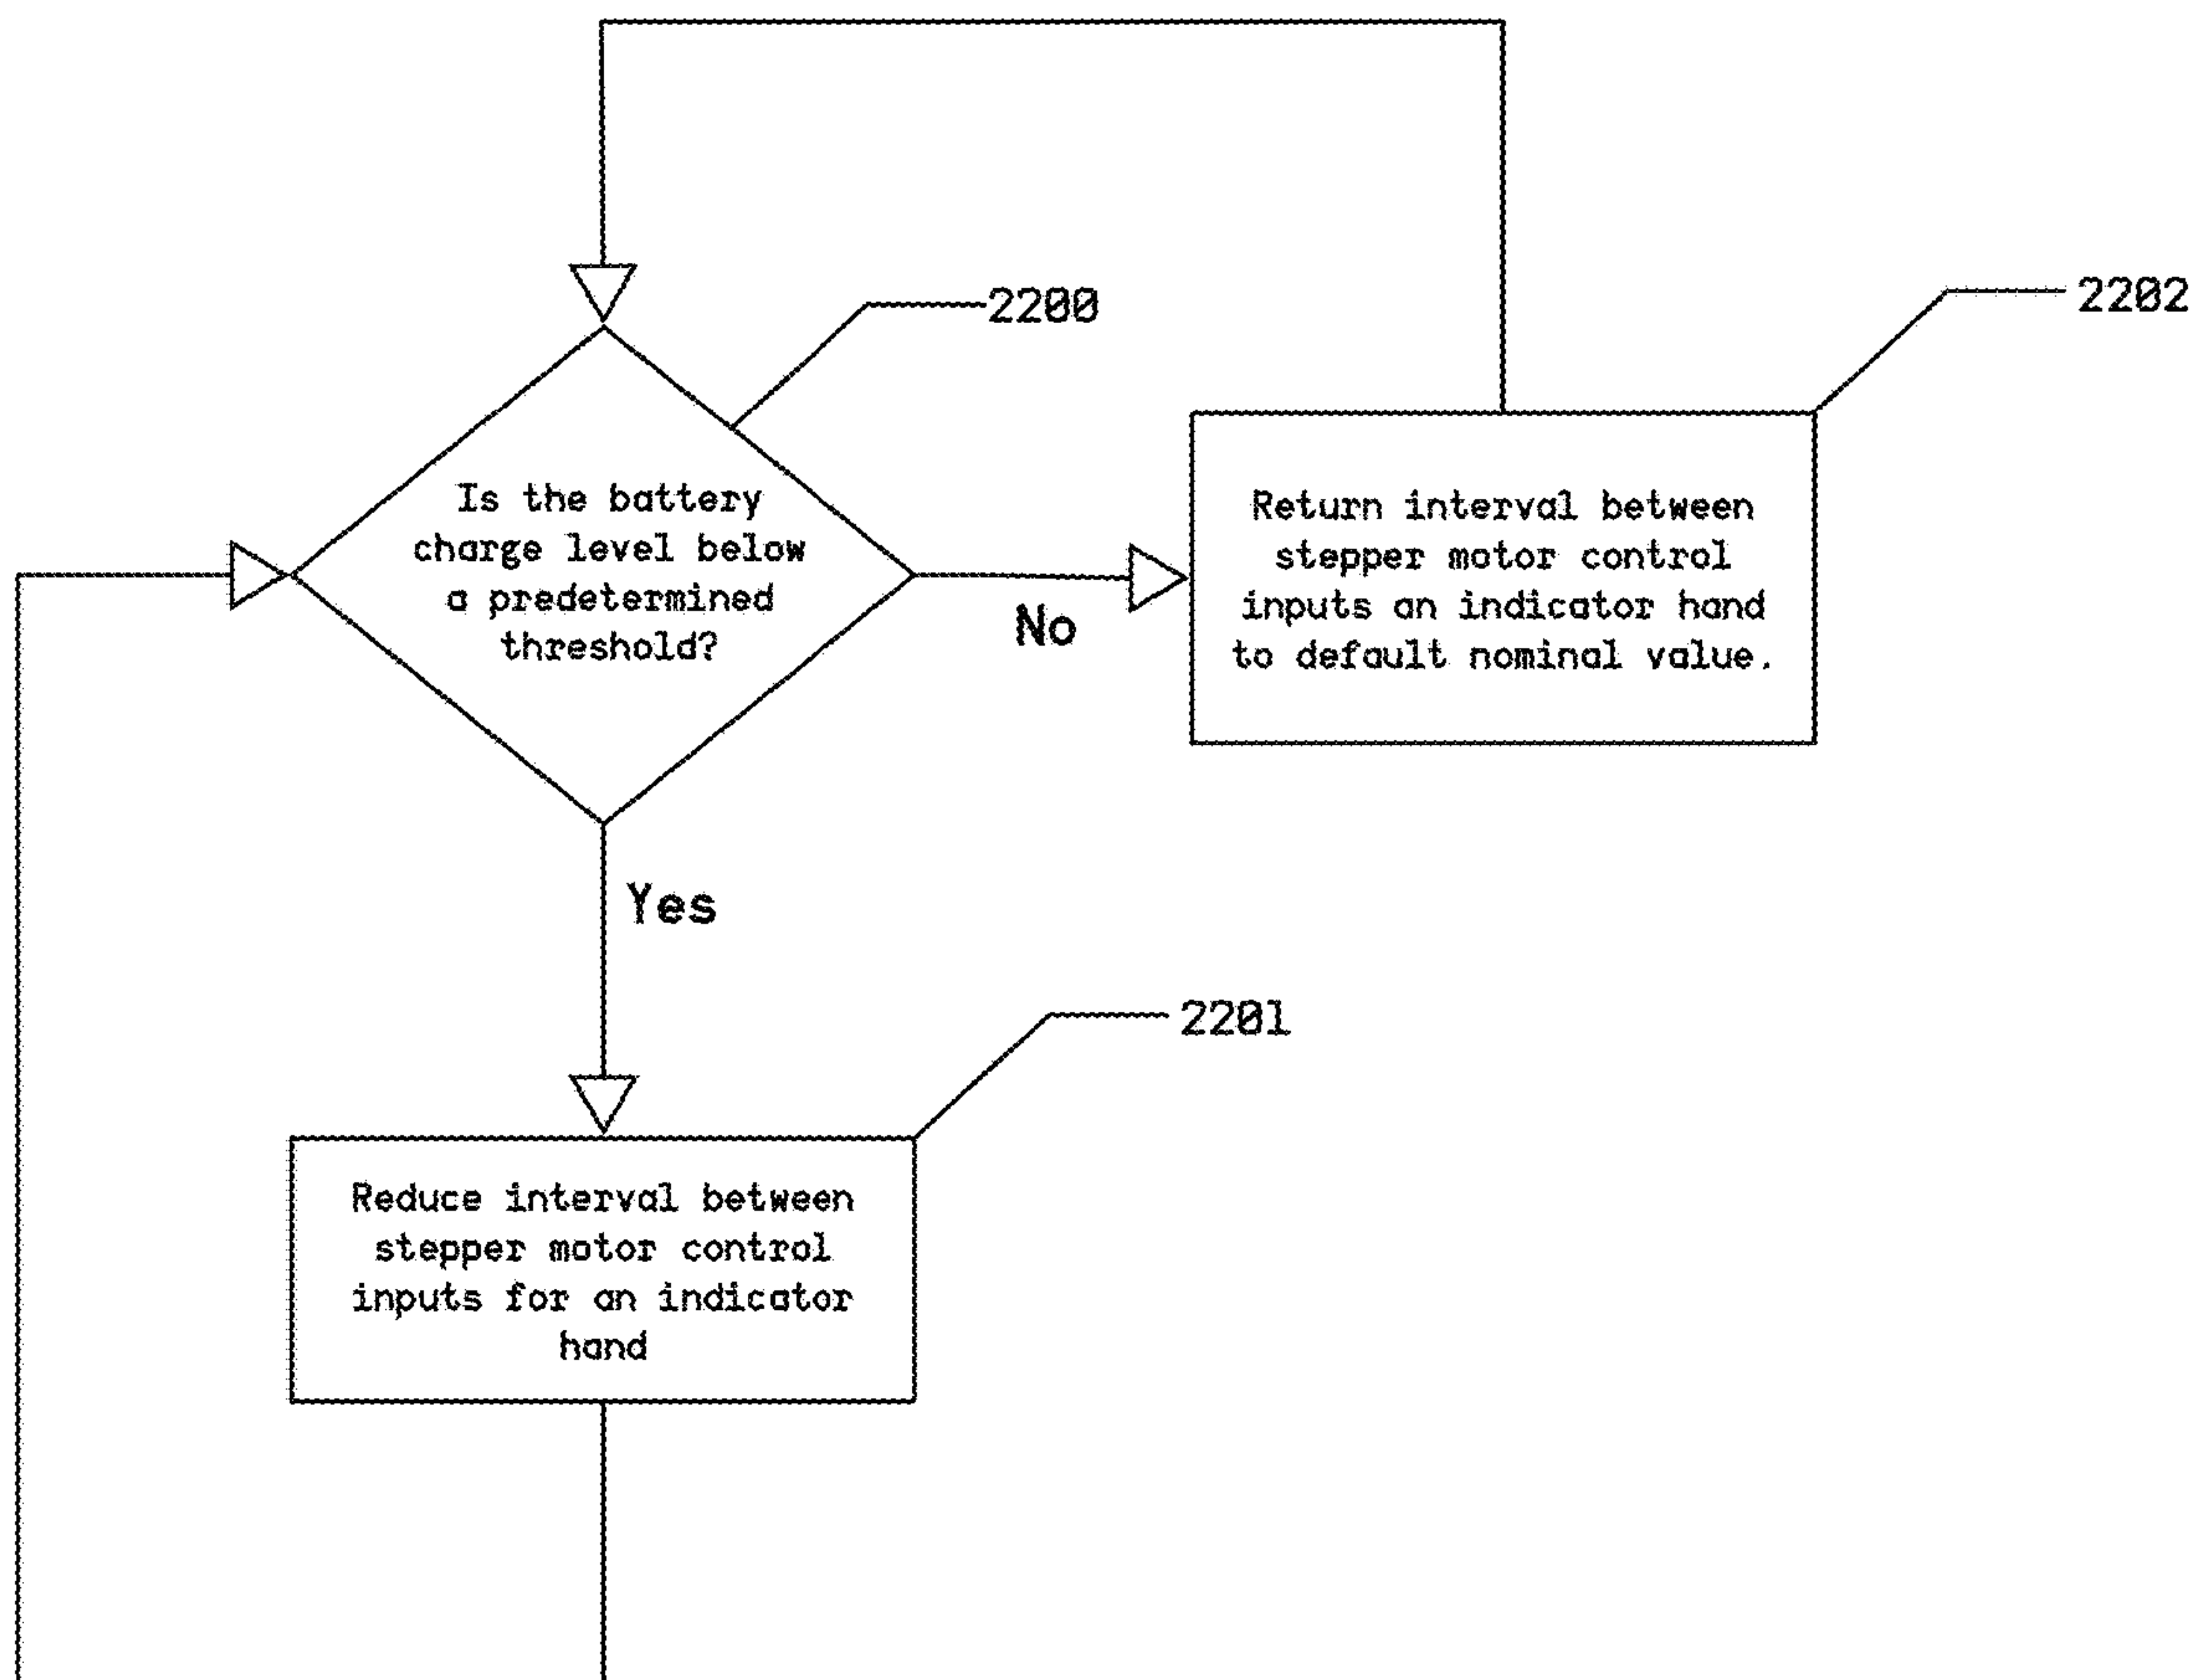 2200
2202
Is the battery
charge level below
a predetermined
threshold?
No
Return interval between
stepper motor control
inputs an indicator hand
to default nominal value.
Yes
2201
Reduce interval between
stepper motor control
inputs for an indicator
hand